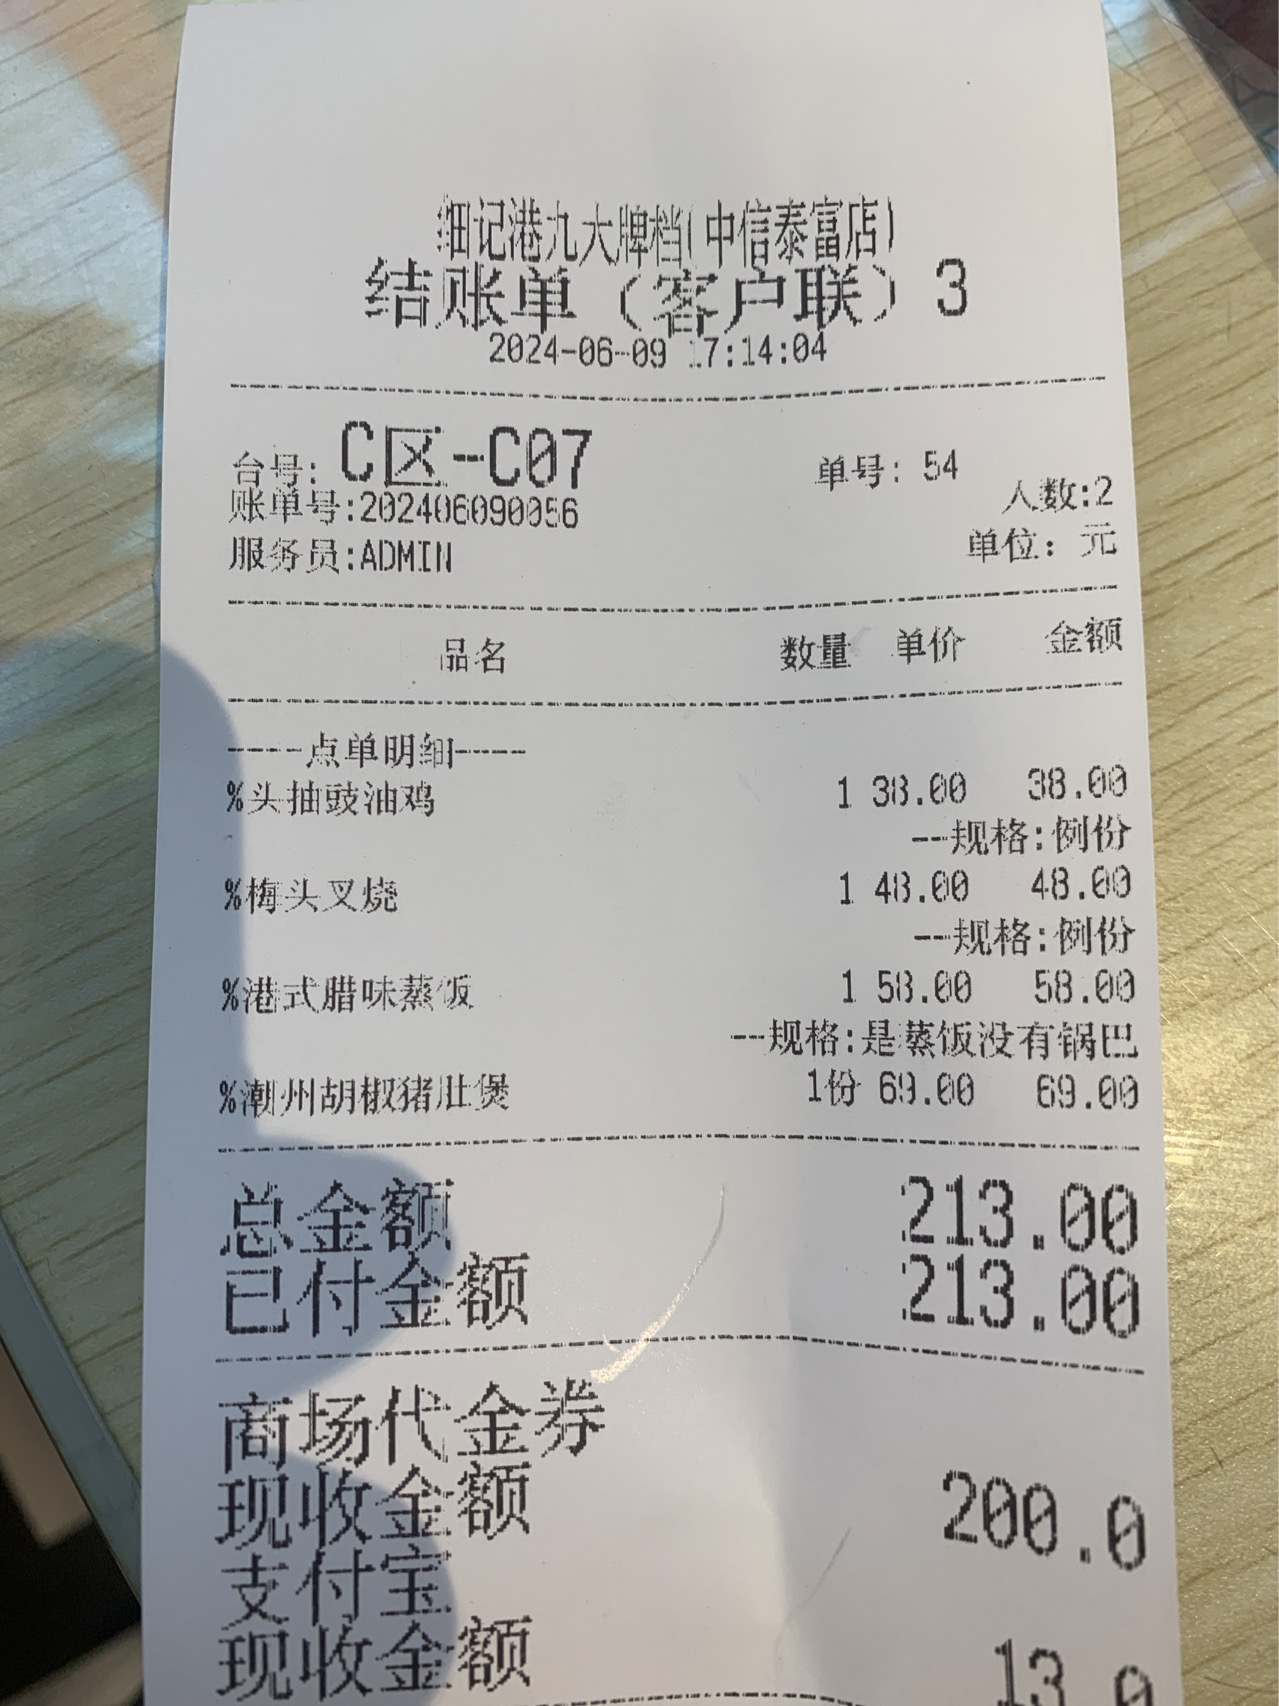 细记港九大牌档(中信泰富店)
结账单（客户联）3
2024-06-09 17:14:04
台号: C区-C07 单号: 54
账单号:202406090056 人数:2
服务员:ADMIN 单位: 元
品名 数量 单价 金额
----点单明细----
%头抽豉油鸡 1 38.00 38.00
--规格:例份
%梅头叉烧 1 48.00 48.00
--规格:例份
%港式腊味蒸饭 1 58.00 58.00
--规格:是蒸饭没有锅巴
%潮州胡椒猪肚煲 1份 69.00 69.00
总金额 213.00
已付金额 213.00
商场代金券
现收金额 200.0
支付宝
现收金额 13.0